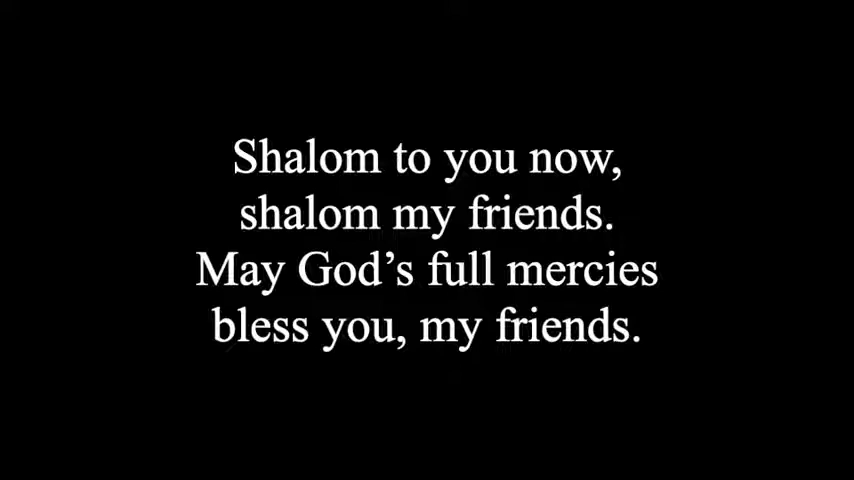 Shalom to you now,
shalom my friends.
May God’s full mercies
bless you, my friends.